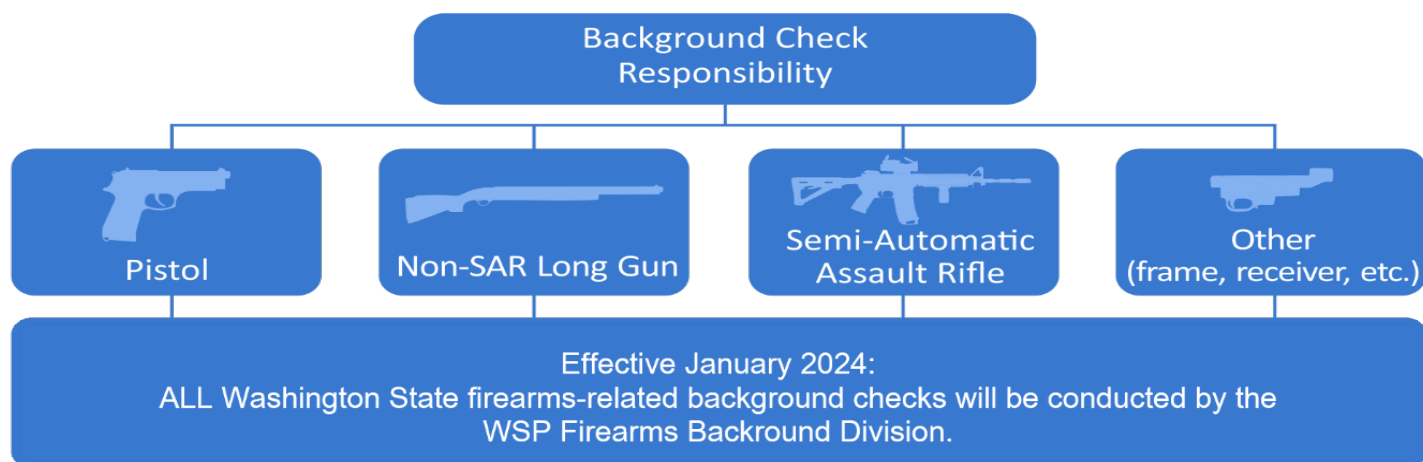 Background Check
Responsibility
Pistol
Non-SAR Long Gun
Semi-Automatic
Assault Rifle
Other
(frame, receiver, etc.)
Effective January 2024:
ALL Washington State firearms-related background checks will be conducted by the
WSP Firearms Backround Division.